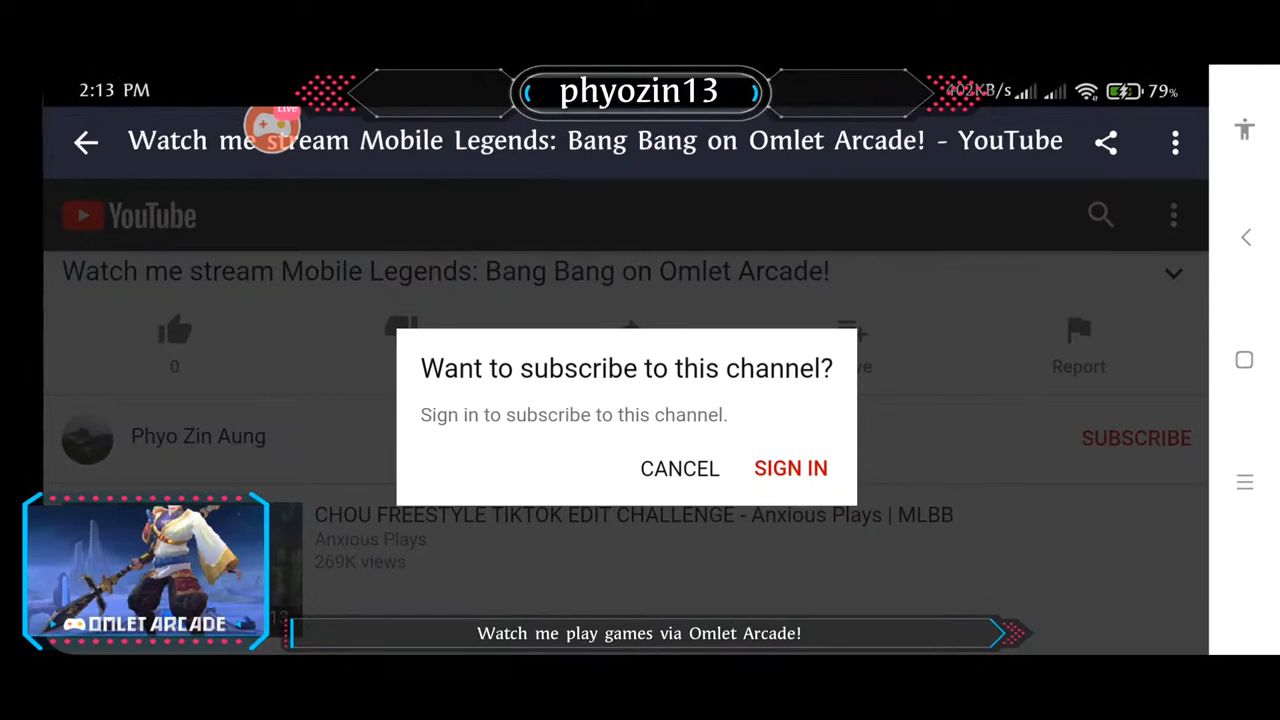 phyozin13
2:13 PM
402KB/s
79%
Live
Watch me stream Mobile Legends: Bang Bang on Omlet Arcade! - YouTube
YouTube
Watch me stream Mobile Legends: Bang Bang on Omlet Arcade!
0
Report
Want to subscribe to this channel?
Sign in to subscribe to this channel.
CANCEL
SIGN IN
Phyo Zin Aung
SUBSCRIBE
CHOU FREESTYLE TIKTOK EDIT CHALLENGE - Anxious Plays | MLBB
Anxious Plays
269K views
OMLET ARCADE
Watch me play games via Omlet Arcade!